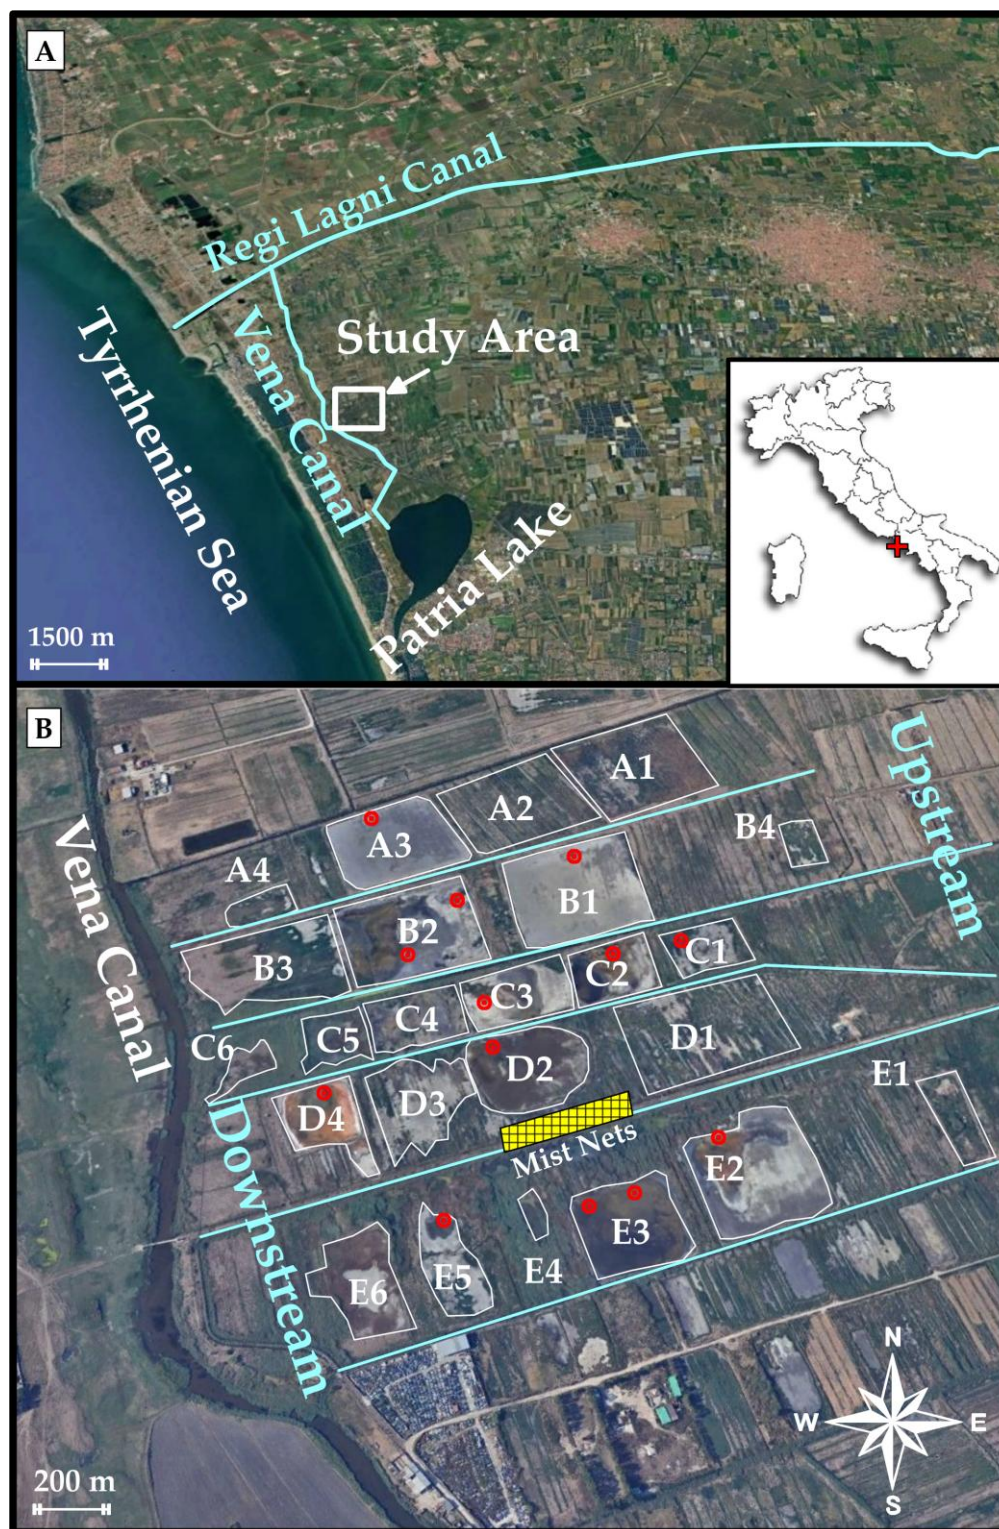 A
Regi Lagni Canal
Tyrrhenian Sea
Vena Canal
Study Area
Patria Lake
1500 m
B
Upstream
A1
A2
A3
A4
B4
B1
B2
B3
Vena Canal
C1
C2
C3
C4
C5
C6
D1
D2
D3
D4
Downstream
Mist Nets
E1
E2
E3
E4
E5
E6
N
W
E
S
200 m